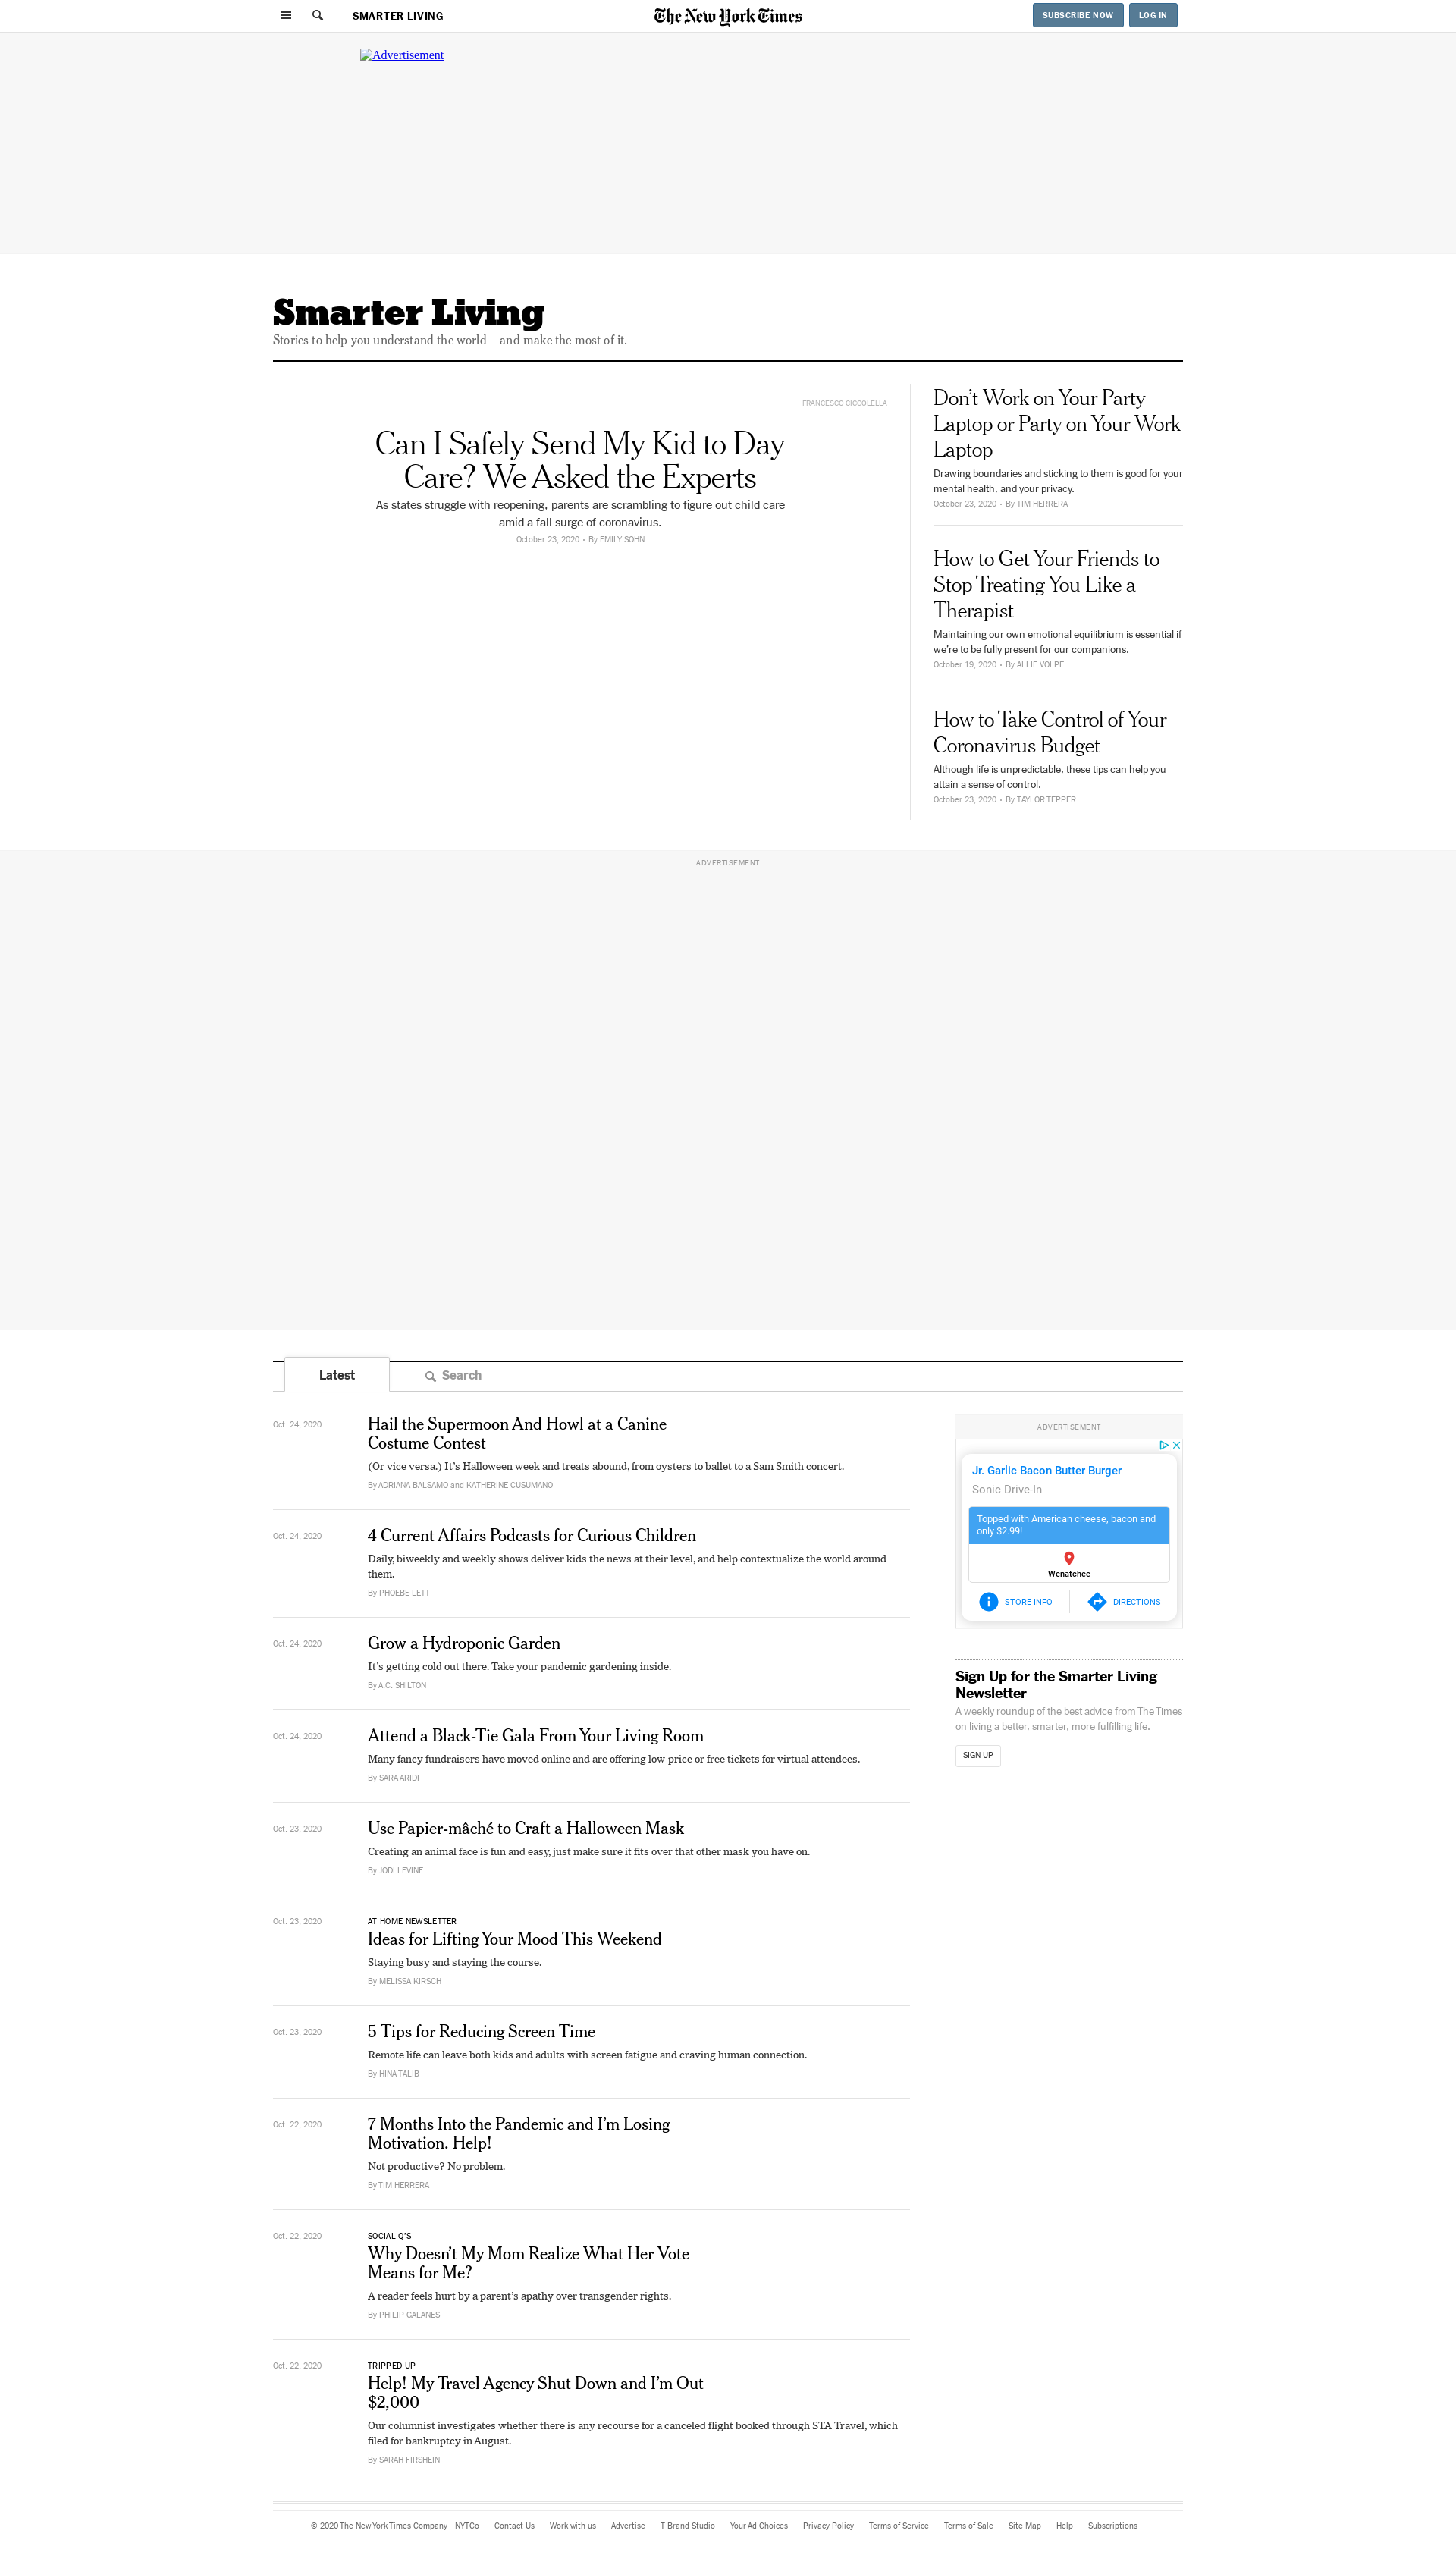 SMARTER LIVING
The New York Times
SUBSCRIBE NOW
LOG IN
Advertisement
Smarter Living
Stories to help you understand the world – and make the most of it.
FRANCESCO CICCOLELLA
Can I Safely Send My Kid to Day
Care? We Asked the Experts
As states struggle with reopening, parents are scrambling to figure out child care
amid a fall surge of coronavirus.
October 23, 2020 • By EMILY SOHN
Don’t Work on Your Party
Laptop or Party on Your Work
Laptop
Drawing boundaries and sticking to them is good for your
mental health, and your privacy.
October 23, 2020 • By TIM HERRERA
How to Get Your Friends to
Stop Treating You Like a
Therapist
Maintaining our own emotional equilibrium is essential if
we’re to be fully present for our companions.
October 19, 2020 • By ALLIE VOLPE
How to Take Control of Your
Coronavirus Budget
Although life is unpredictable, these tips can help you
attain a sense of control.
October 23, 2020 • By TAYLOR TEPPER
ADVERTISEMENT
Latest
Search
Oct. 24, 2020
Hail the Supermoon And Howl at a Canine
Costume Contest
(Or vice versa.) It’s Halloween week and treats abound, from oysters to ballet to a Sam Smith concert.
By ADRIANA BALSAMO and KATHERINE CUSUMANO
Oct. 24, 2020
4 Current Affairs Podcasts for Curious Children
Daily, biweekly and weekly shows deliver kids the news at their level, and help contextualize the world around
them.
By PHOEBE LETT
Oct. 24, 2020
Grow a Hydroponic Garden
It’s getting cold out there. Take your pandemic gardening inside.
By A.C. SHILTON
Oct. 24, 2020
Attend a Black-Tie Gala From Your Living Room
Many fancy fundraisers have moved online and are offering low-price or free tickets for virtual attendees.
By SARA ARIDI
Oct. 23, 2020
Use Papier-mâché to Craft a Halloween Mask
Creating an animal face is fun and easy, just make sure it fits over that other mask you have on.
By JODI LEVINE
Oct. 23, 2020
AT HOME NEWSLETTER
Ideas for Lifting Your Mood This Weekend
Staying busy and staying the course.
By MELISSA KIRSCH
Oct. 23, 2020
5 Tips for Reducing Screen Time
Remote life can leave both kids and adults with screen fatigue and craving human connection.
By HINA TALIB
Oct. 22, 2020
7 Months Into the Pandemic and I’m Losing
Motivation. Help!
Not productive? No problem.
By TIM HERRERA
Oct. 22, 2020
SOCIAL Q’S
Why Doesn’t My Mom Realize What Her Vote
Means for Me?
A reader feels hurt by a parent’s apathy over transgender rights.
By PHILIP GALANES
Oct. 22, 2020
TRIPPED UP
Help! My Travel Agency Shut Down and I’m Out
$2,000
Our columnist investigates whether there is any recourse for a canceled flight booked through STA Travel, which
filed for bankruptcy in August.
By SARAH FIRSHEIN
ADVERTISEMENT
Jr. Garlic Bacon Butter Burger
Sonic Drive-In
Topped with American cheese, bacon and
only $2.99!
Wenatchee
STORE INFO
DIRECTIONS
Sign Up for the Smarter Living
Newsletter
A weekly roundup of the best advice from The Times
on living a better, smarter, more fulfilling life.
SIGN UP
© 2020 The New York Times Company NYTCo Contact Us Work with us Advertise T Brand Studio Your Ad Choices Privacy Policy Terms of Service Terms of Sale Site Map Help Subscriptions